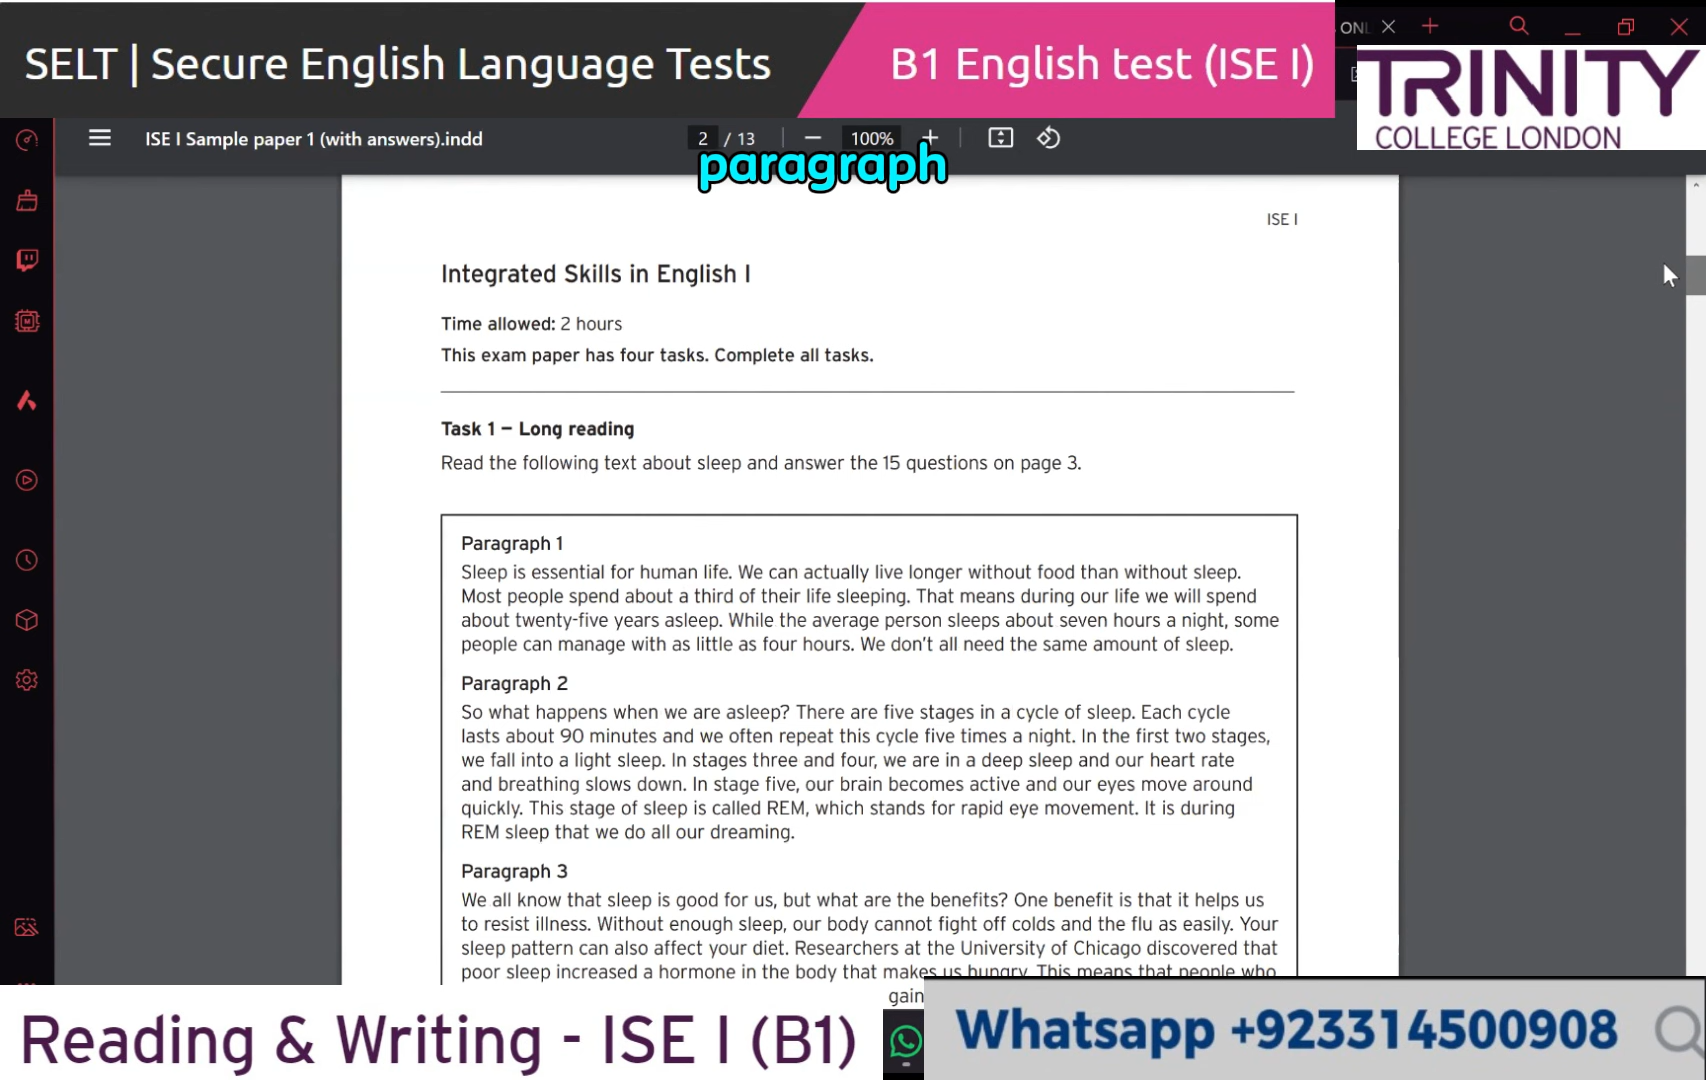 SELT | Secure English Language Tests
B1 English test (ISE I)
ONL
TRINITY
COLLEGE LONDON
ISE I Sample paper 1 (with answers).indd
2 / 13
100%
paragraph
ISE I
Integrated Skills in English I
Time allowed: 2 hours
This exam paper has four tasks. Complete all tasks.
Task 1 – Long reading
Read the following text about sleep and answer the 15 questions on page 3.
Paragraph 1
Sleep is essential for human life. We can actually live longer without food than without sleep.
Most people spend about a third of their life sleeping. That means during our life we will spend
about twenty-five years asleep. While the average person sleeps about seven hours a night, some
people can manage with as little as four hours. We don't all need the same amount of sleep.
Paragraph 2
So what happens when we are asleep? There are five stages in a cycle of sleep. Each cycle
lasts about 90 minutes and we often repeat this cycle five times a night. In the first two stages,
we fall into a light sleep. In stages three and four, we are in a deep sleep and our heart rate
and breathing slows down. In stage five, our brain becomes active and our eyes move around
quickly. This stage of sleep is called REM, which stands for rapid eye movement. It is during
REM sleep that we do all our dreaming.
Paragraph 3
We all know that sleep is good for us, but what are the benefits? One benefit is that it helps us
to resist illness. Without enough sleep, our body cannot fight off colds and the flu as easily. Your
sleep pattern can also affect your diet. Researchers at the University of Chicago discovered that
poor sleep increased a hormone in the body that makes us hungry. This means that people who
gain
Reading & Writing - ISE I (B1)
Whatsapp +923314500908